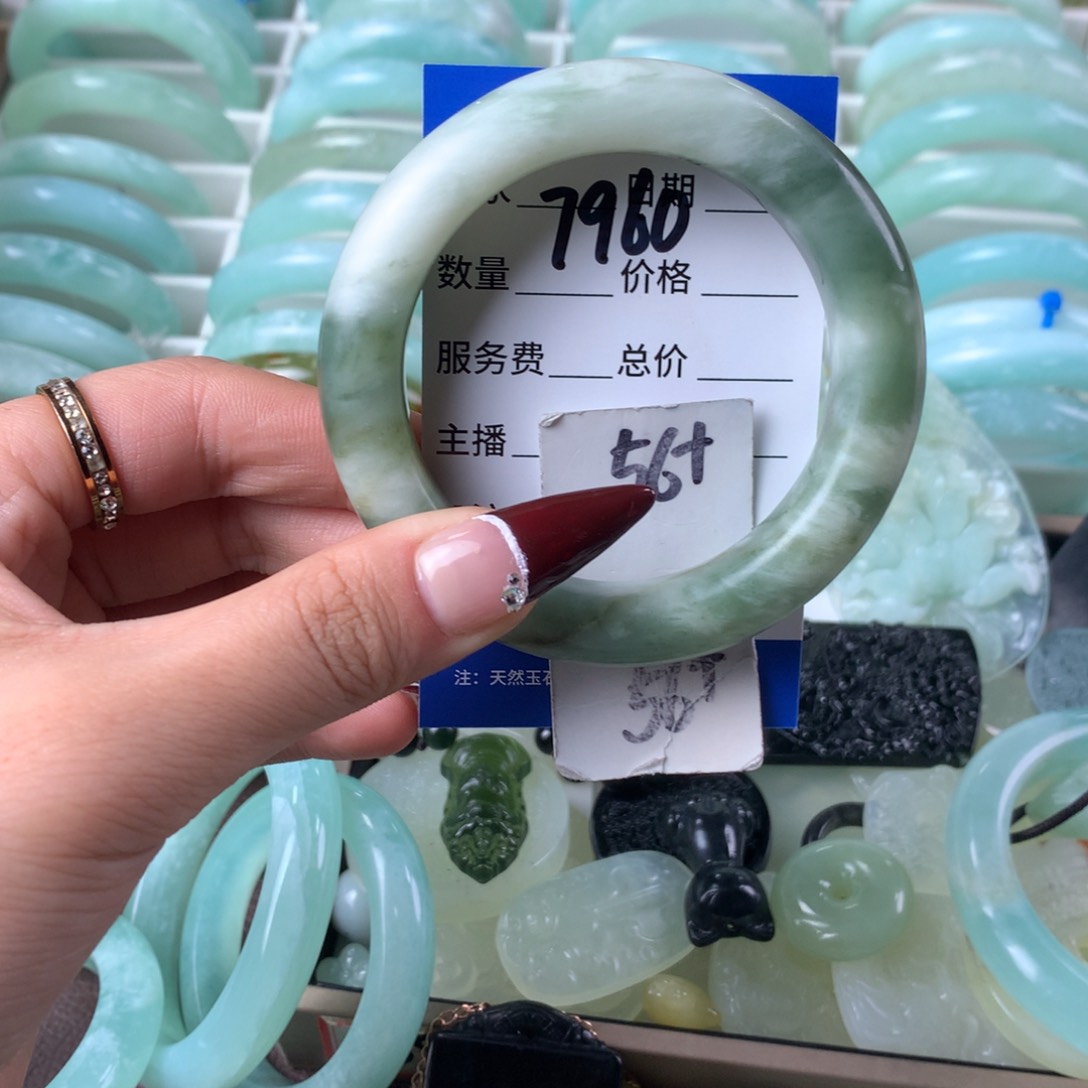 7960
日期
数量 价格
服务费 总价
主播
56+
注：天然玉石